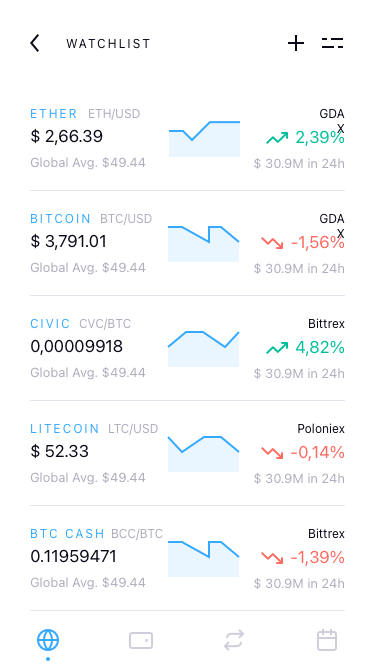 WATCHLIST
ETHER ETH/USD GDA
X
$ 2,66.39 2,39%
Global Avg. $49.44 $ 30.9M in 24h
BITCOIN BTC/USD GDA
X
$ 3,791.01 -1,56%
Global Avg. $49.44 $ 30.9M in 24h
CIVIC CVC/BTC Bittrex
0,00009918 4,82%
Global Avg. $49.44 $ 30.9M in 24h
LITECOIN LTC/USD Poloniex
$ 52.33 -0,14%
Global Avg. $49.44 $ 30.9M in 24h
BTC CASH BCC/BTC Bittrex
0.11959471 -1,39%
Global Avg. $49.44 $ 30.9M in 24h